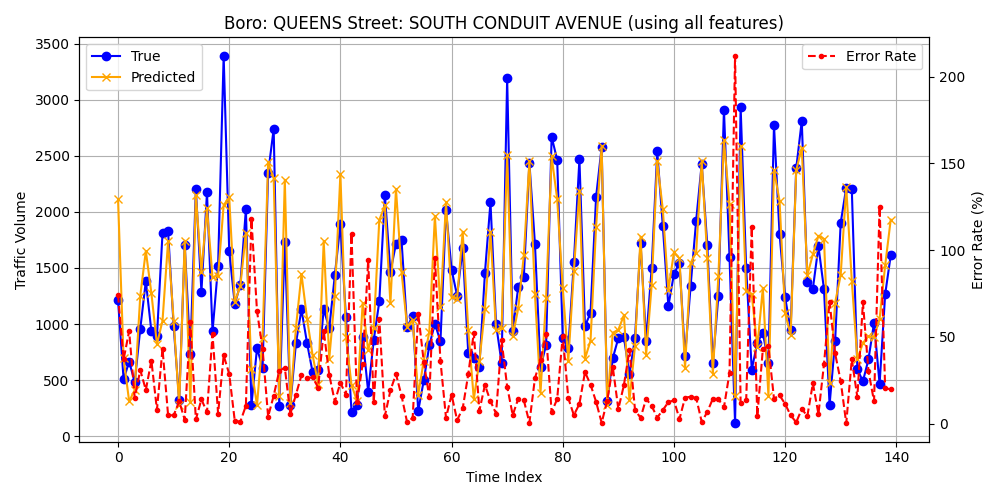 Boro: QUEENS Street: SOUTH CONDUIT AVENUE (using all features)
True
Predicted
Error Rate
3500
3000
2500
2000
1500
1000
500
0
Traffic Volume
200
150
100
50
0
Error Rate (%)
0 20 40 60 80 100 120 140
Time Index